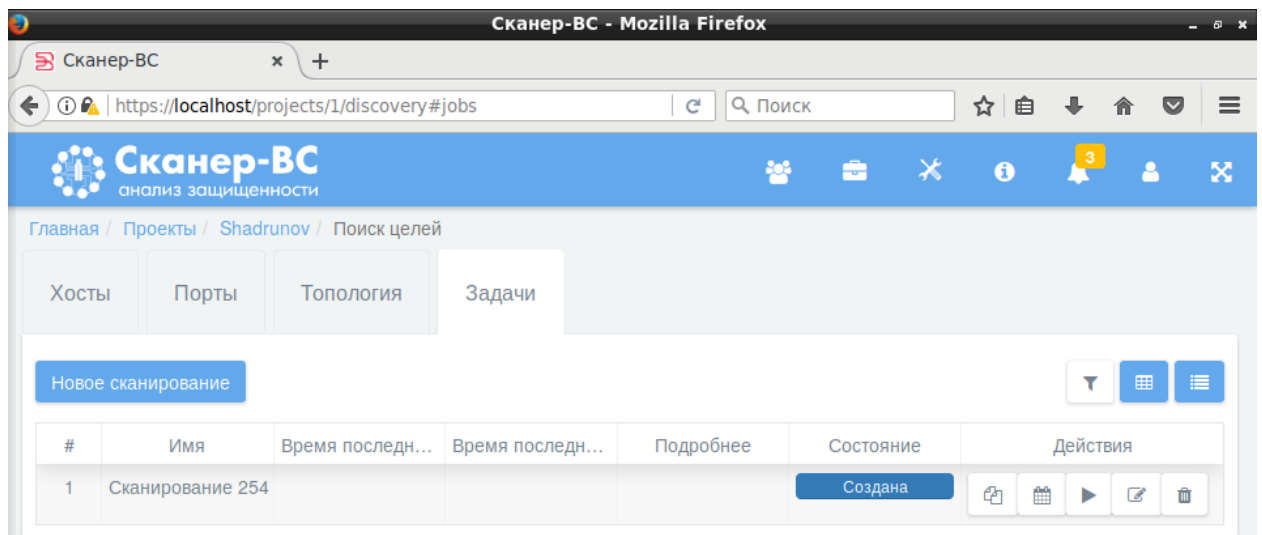 Сканер-ВС - Mozilla Firefox
Сканер-ВС
https://localhost/projects/1/discovery#jobs
Поиск
Сканер-ВС
анализ защищенности
3
Главная / Проекты / Shadrunov / Поиск целей
Хосты Порты Топология Задачи
Новое сканирование
# Имя Время последн... Время последн... Подробнее Состояние Действия
1 Сканирование 254 Создана